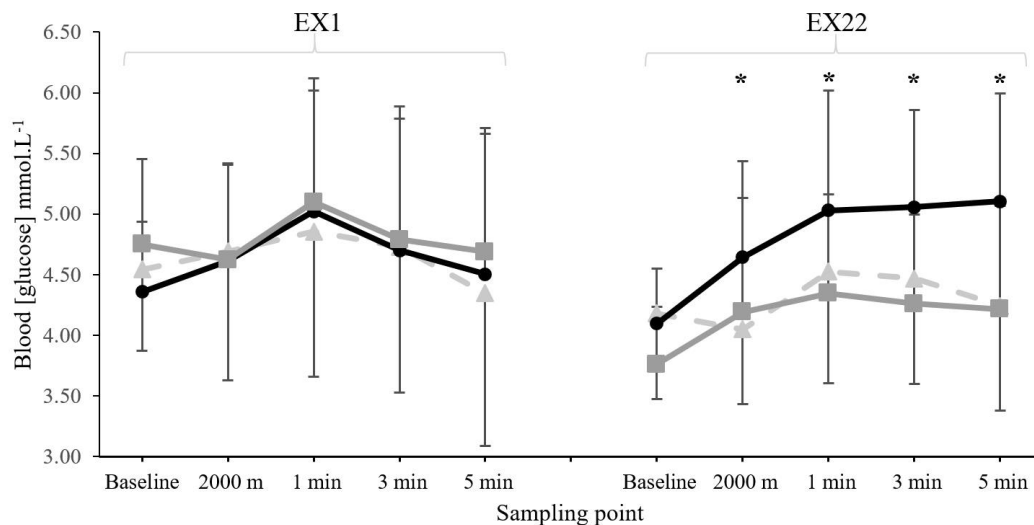 EX1 EX22
6.50
6.00
* * * *
5.50
5.00
4.50
4.00
3.50
3.00
Blood [glucose] mmol.L-1
Baseline 2000 m 1 min 3 min 5 min Baseline 2000 m 1 min 3 min 5 min
Sampling point